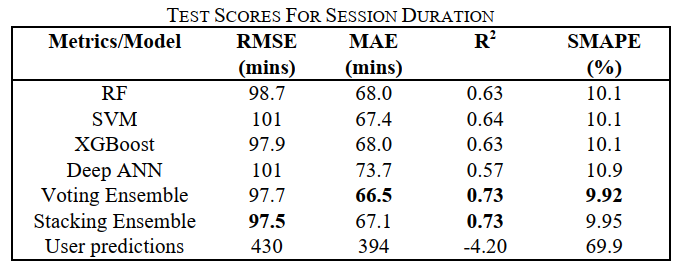 TEST SCORES FOR SESSION DURATION
Metrics/Model RMSE (mins) MAE (mins) R² SMAPE (%)
RF 98.7 68.0 0.63 10.1
SVM 101 67.4 0.64 10.1
XGBoost 97.9 68.0 0.63 10.1
Deep ANN 101 73.7 0.57 10.9
Voting Ensemble 97.7 66.5 0.73 9.92
Stacking Ensemble 97.5 67.1 0.73 9.95
User predictions 430 394 -4.20 69.9